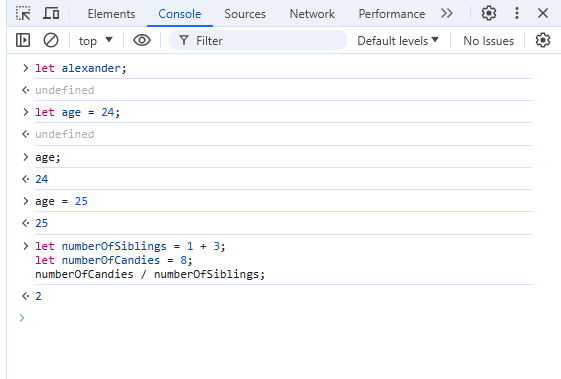 Elements Console Sources Network Performance
top Filter Default levels No Issues
let alexander;
undefined
let age = 24;
undefined
age;
24
age = 25
25
let numberOfSiblings = 1 + 3;
let numberOfCandies = 8;
numberOfCandies / numberOfSiblings;
2